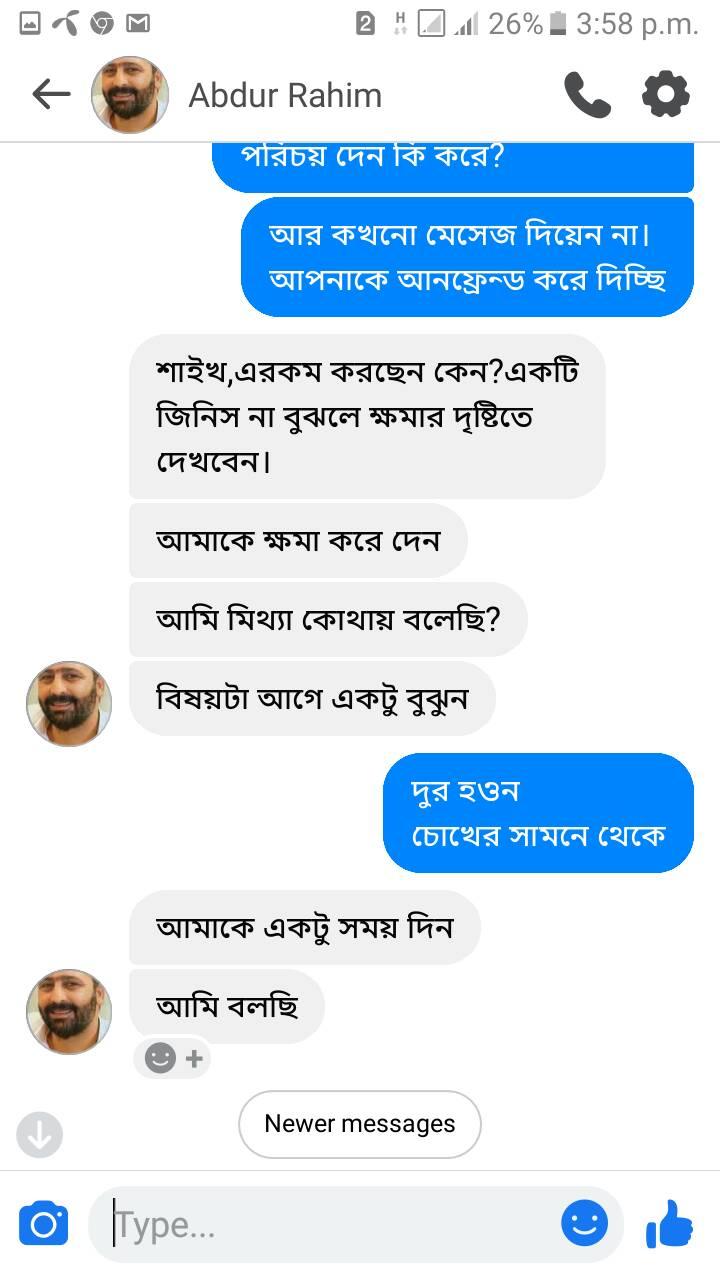 2 H 26% 3:58 p.m.
Abdur Rahim
পরিচয় দেন কি করে?
আর কখনো মেসেজ দিয়েন না।
আপনাকে আনফ্রেন্ড করে দিচ্ছি
শাইখ,এরকম করছেন কেন?একটি
জিনিস না বুঝলে ক্ষমার দৃষ্টিতে
দেখবেন।
আমাকে ক্ষমা করে দেন
আমি মিথ্যা কোথায় বলেছি?
বিষয়টা আগে একটু বুঝুন
দুর হওন
চোখের সামনে থেকে
আমাকে একটু সময় দিন
আমি বলছি
Newer messages
Type...